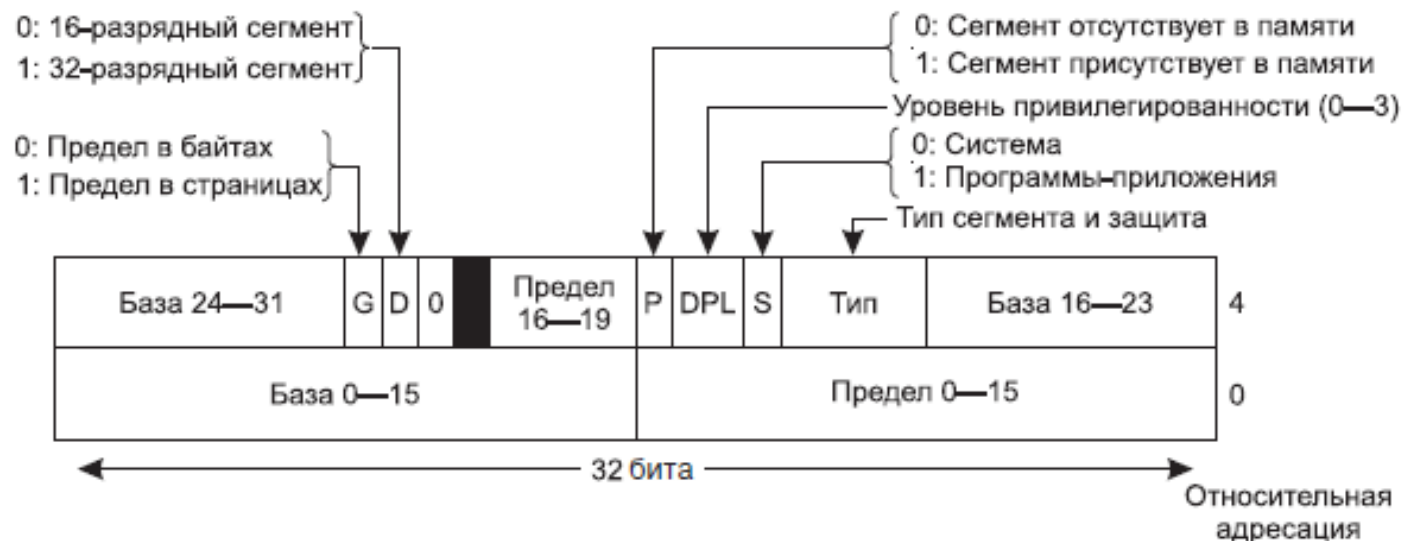 0: 16-разрядный сегмент
1: 32-разрядный сегмент
0: Сегмент отсутствует в памяти
1: Сегмент присутствует в памяти
Уровень привилегированности (0—3)
0: Предел в байтах
1: Предел в страницах
0: Система
1: Программы-приложения
Тип сегмента и защита
База 24—31 G D 0 Предел 16—19 P DPL S Тип База 16—23 4
База 0—15 Предел 0—15 0
32 бита
Относительная
адресация